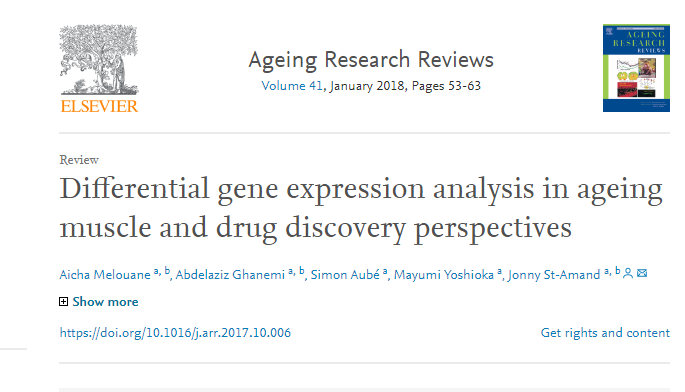 ELSEVIER
Ageing Research Reviews
Volume 41, January 2018, Pages 53-63
AGEING
RESEARCH
REVIEWS
Review
Differential gene expression analysis in ageing
muscle and drug discovery perspectives
Aicha Melouane a, b, Abdelaziz Ghanemi a, b, Simon Aubé a, Mayumi Yoshioka a, Jonny St-Amand a, b
Show more
https://doi.org/10.1016/j.arr.2017.10.006
Get rights and content